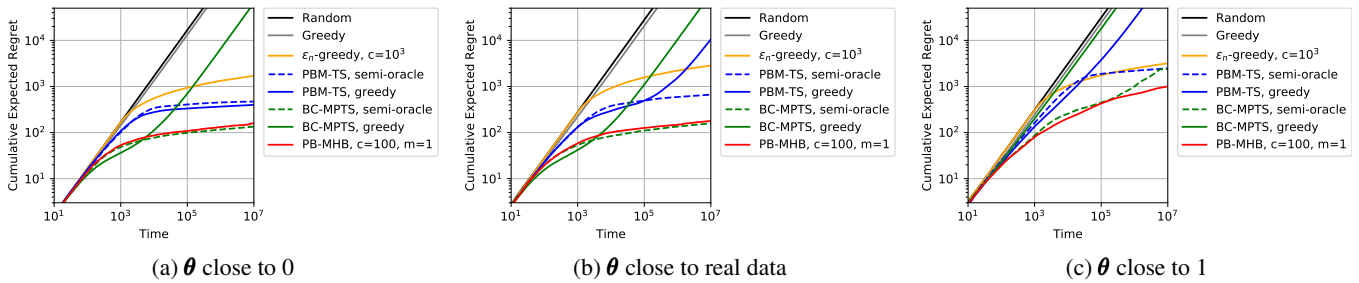 Cumulative Expected Regret
10⁴
10³
10²
10¹
10¹ 10³ 10⁵ 10⁷
Time
Random
Greedy
εₙ-greedy, c=10³
PBM-TS, semi-oracle
PBM-TS, greedy
BC-MPTS, semi-oracle
BC-MPTS, greedy
PB-MHB, c=100, m=1
(a) θ close to 0
Cumulative Expected Regret
10⁴
10³
10²
10¹
10¹ 10³ 10⁵ 10⁷
Time
Random
Greedy
εₙ-greedy, c=10³
PBM-TS, semi-oracle
PBM-TS, greedy
BC-MPTS, semi-oracle
BC-MPTS, greedy
PB-MHB, c=100, m=1
(b) θ close to real data
Cumulative Expected Regret
10⁴
10³
10²
10¹
10¹ 10³ 10⁵ 10⁷
Time
Random
Greedy
εₙ-greedy, c=10³
PBM-TS, semi-oracle
PBM-TS, greedy
BC-MPTS, semi-oracle
BC-MPTS, greedy
PB-MHB, c=100, m=1
(c) θ close to 1